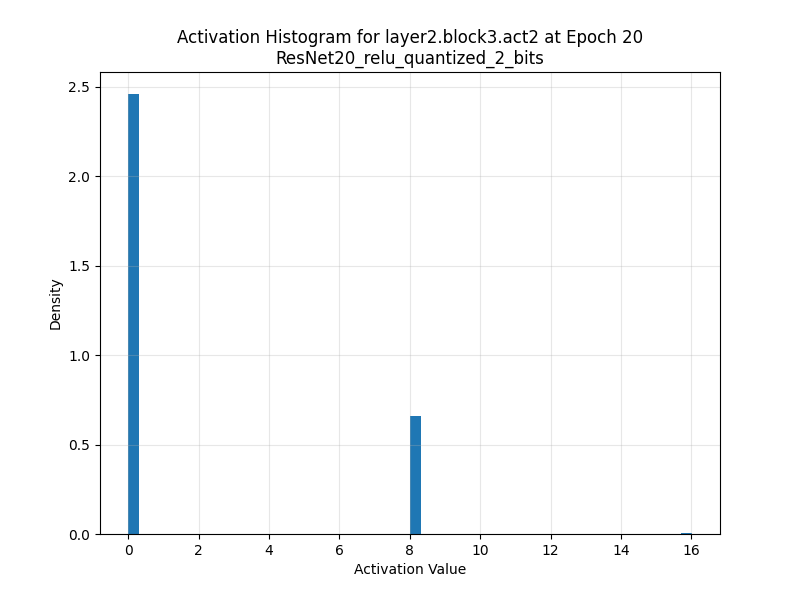 Activation Histogram for layer2.block3.act2 at Epoch 20
ResNet20_relu_quantized_2_bits
2.5
2.0
1.5
1.0
0.5
0.0
Density
0 2 4 6 8 10 12 14 16
Activation Value